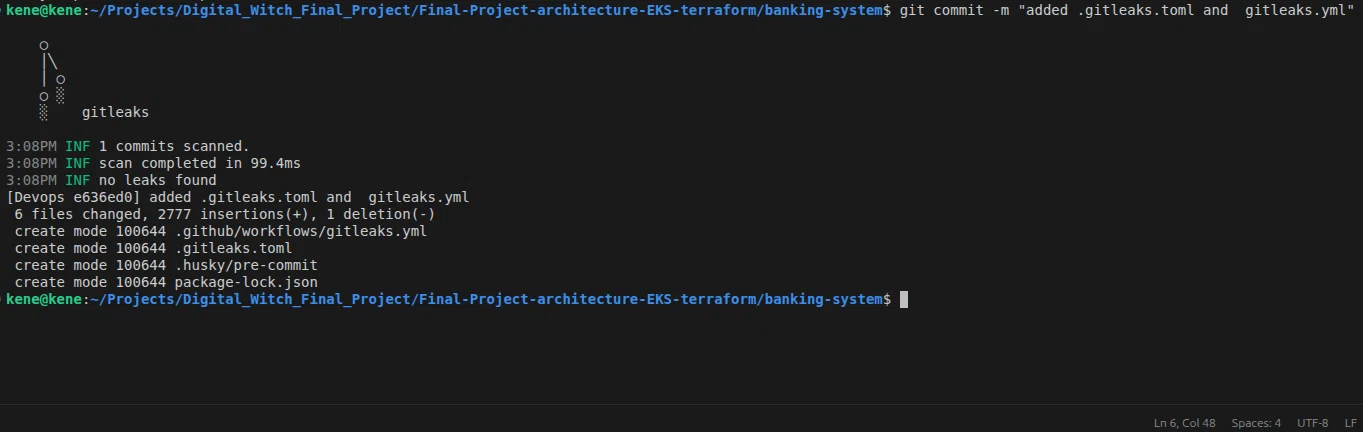 kene@kene:~/Projects/Digital_Witch_Final_Project/Final-Project-architecture-EKS-terraform/banking-system$ git commit -m "added .gitleaks.toml and  gitleaks.yml"
○
│╲
│ ○
○ ░
░    gitleaks
3:08PM INF 1 commits scanned.
3:08PM INF scan completed in 99.4ms
3:08PM INF no leaks found
[Devops e636ed0] added .gitleaks.toml and  gitleaks.yml
6 files changed, 2777 insertions(+), 1 deletion(-)
create mode 100644 .github/workflows/gitleaks.yml
create mode 100644 .gitleaks.toml
create mode 100644 .husky/pre-commit
create mode 100644 package-lock.json
kene@kene:~/Projects/Digital_Witch_Final_Project/Final-Project-architecture-EKS-terraform/banking-system$
Ln 6, Col 48 Spaces: 4 UTF-8 LF